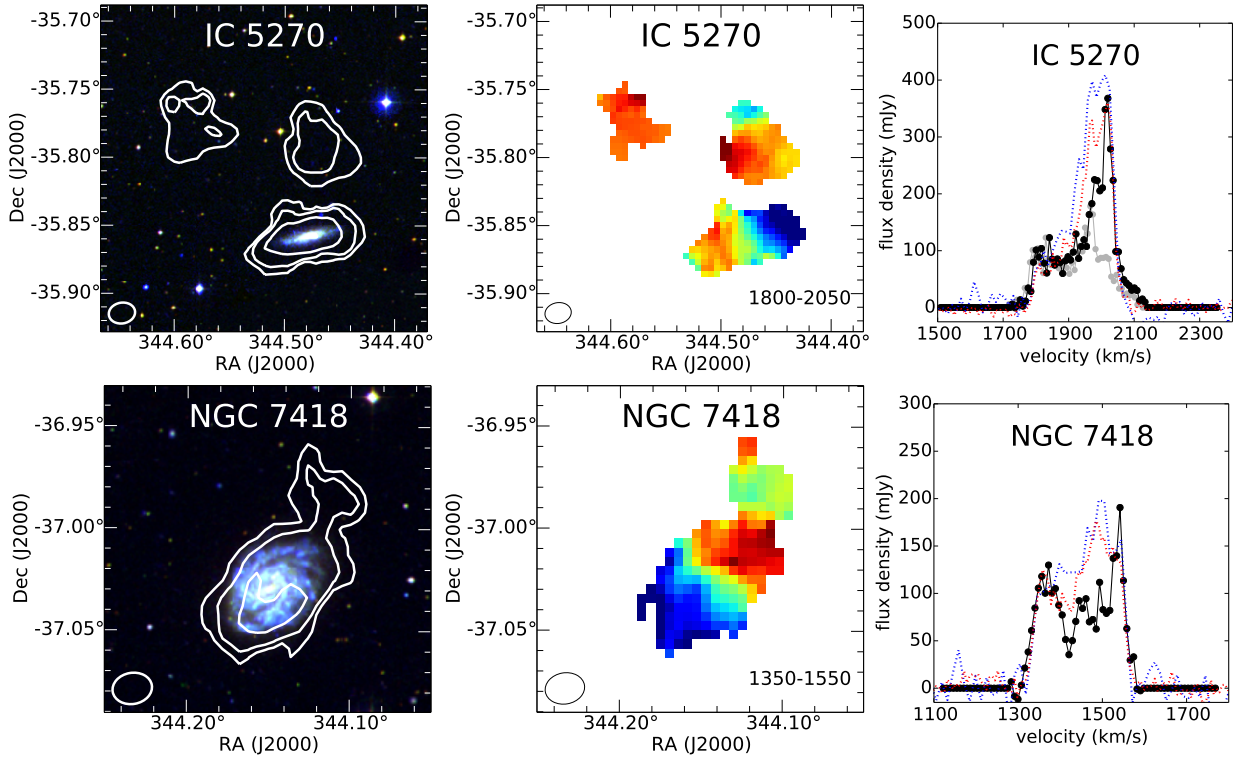 IC 5270
-35.70°
-35.75°
-35.80°
-35.85°
-35.90°
Dec (J2000)
344.60° 344.50° 344.40°
RA (J2000)
IC 5270
-35.70°
-35.75°
-35.80°
-35.85°
-35.90°
Dec (J2000)
1800-2050
344.60° 344.50° 344.40°
RA (J2000)
IC 5270
500
400
300
200
100
0
flux density (mJy)
1500 1700 1900 2100 2300
velocity (km/s)
NGC 7418
-36.95°
-37.00°
-37.05°
Dec (J2000)
344.20° 344.10°
RA (J2000)
NGC 7418
-36.95°
-37.00°
-37.05°
Dec (J2000)
1350-1550
344.20° 344.10°
RA (J2000)
NGC 7418
300
250
200
150
100
50
0
flux density (mJy)
1100 1300 1500 1700
velocity (km/s)